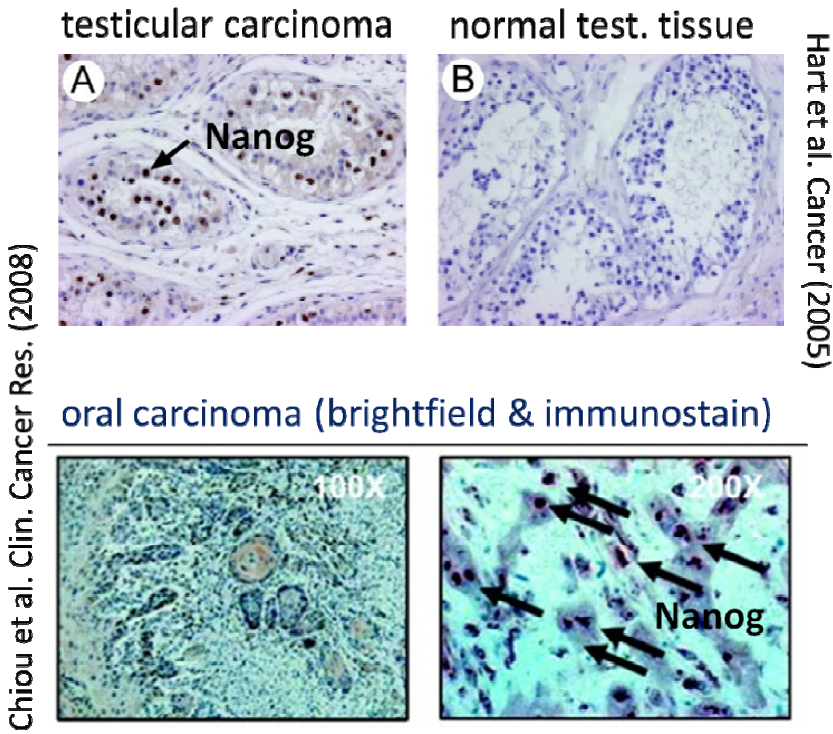 testicular carcinoma
normal test. tissue
A
Nanog
B
Hart et al. Cancer (2005)
Chiou et al. Clin. Cancer Res. (2008)
oral carcinoma (brightfield & immunostain)
100X
200X
Nanog